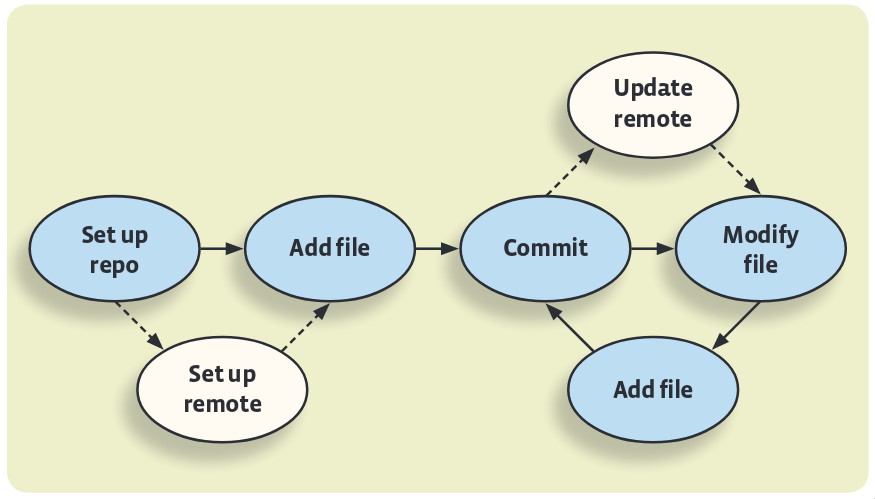 Update
remote
Set up
repo
Add file
Commit
Modify
file
Set up
remote
Add file